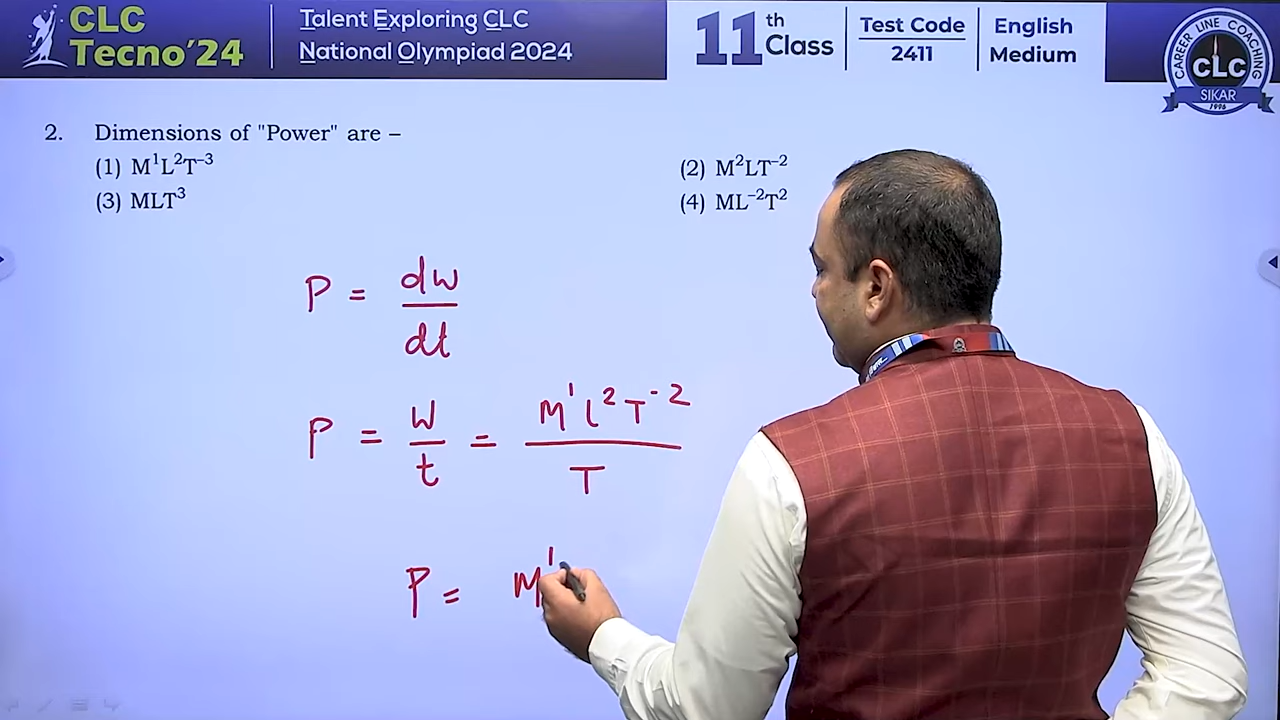 CLC
Tecno'24
Talent Exploring CLC
National Olympiad 2024
11th Class
Test Code
2411
English
Medium
CAREER LINE COACHING
CLC
SIKAR
1996
2. Dimensions of "Power" are –
(1) M¹L²T⁻³ (2) M²LT⁻²
(3) MLT³ (4) ML⁻²T²
P = dw/dt
P = W/t = M¹L²T⁻²/T
P = M¹